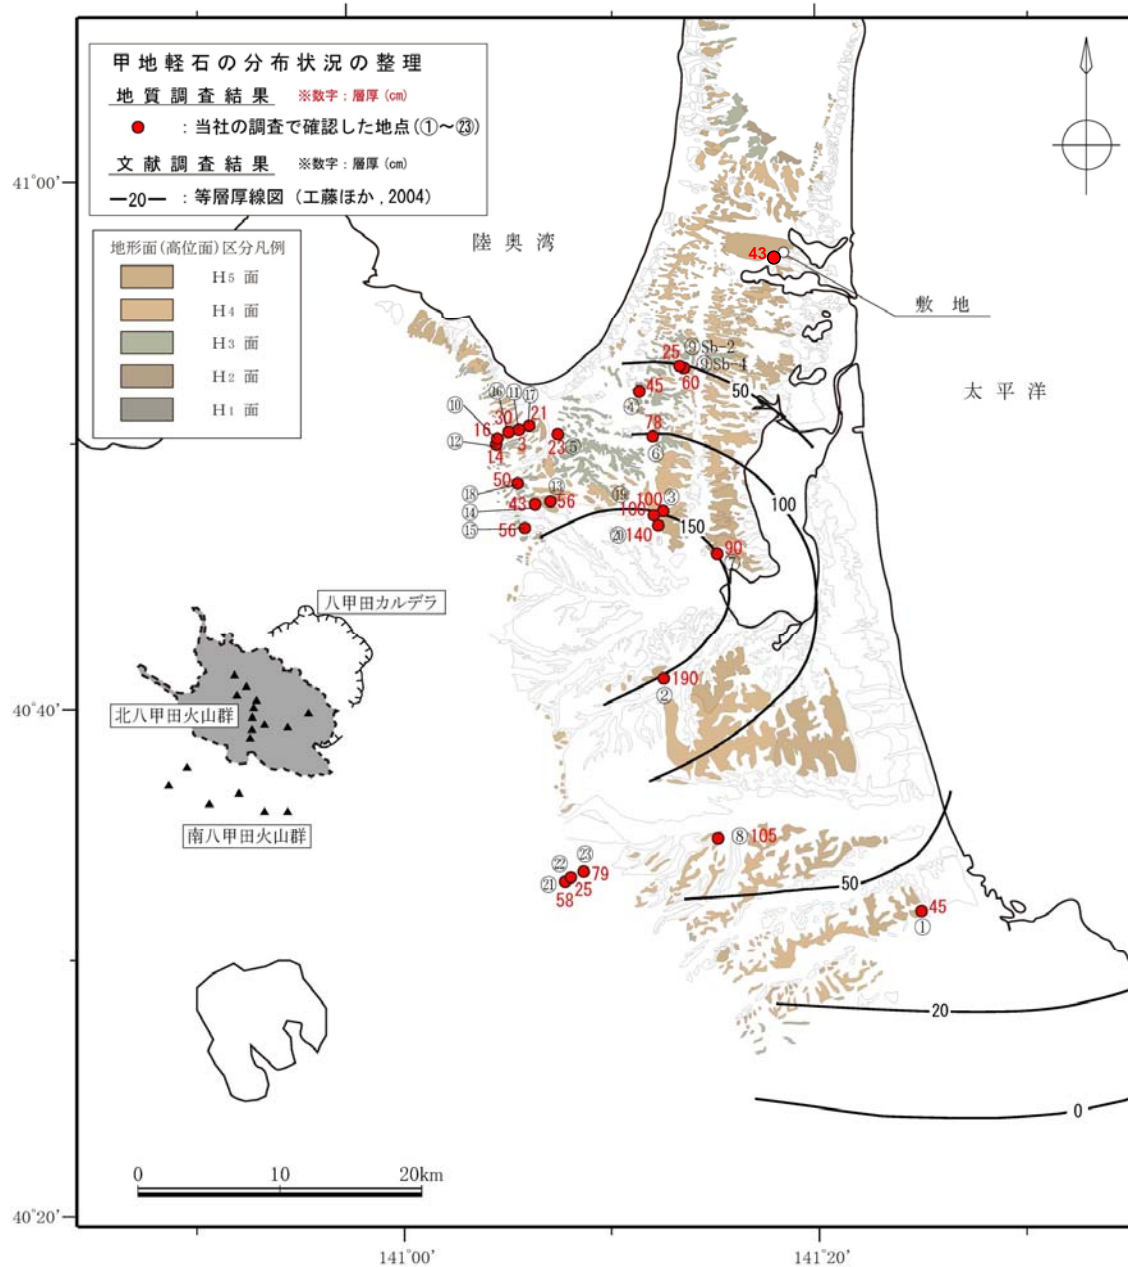 甲地軽石の分布状況の整理
地質調査結果 ※数字：層厚(cm)
：当社の調査で確認した地点(①～㉓)
文献調査結果 ※数字：層厚(cm)
―20― ：等層厚線図（工藤ほか,2004）
地形面(高位面)区分凡例
H5 面
H4 面
H3 面
H2 面
H1 面
41°00'
陸奥湾
43
敷地
太平洋
25 ⑨Sb-2
⑨Sb-4
60
50
45
④
⑯ ⑪ ⑰
⑩ 30 21
⑫ 16 3
14
23 ⑤
78
⑥
50
⑱
⑬
56
⑭ 43
⑮ 56
⑲ 100 ③
100
⑳ 140
150
100
90
⑦
190
②
八甲田カルデラ
北八甲田火山群
40°40'
南八甲田火山群
⑧ 105
㉒ ㉓
㉑ 79
58 25
50
45
①
20
0
0 10 20km
40°20'
141°00' 141°20'